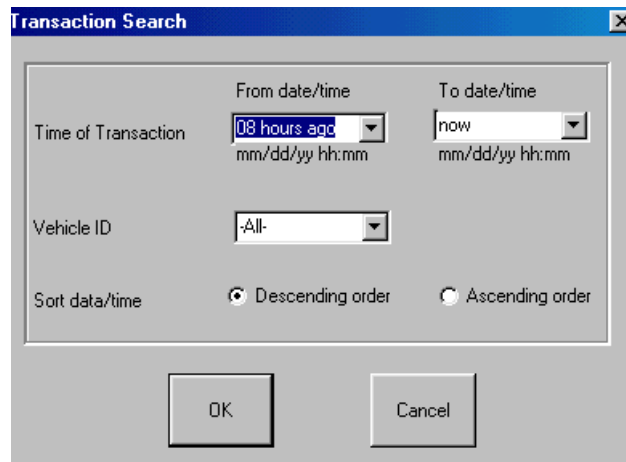 Transaction Search
From date/time To date/time
Time of Transaction 08 hours ago now
mm/dd/yy hh:mm mm/dd/yy hh:mm
Vehicle ID -All-
Sort data/time Descending order Ascending order
OK Cancel